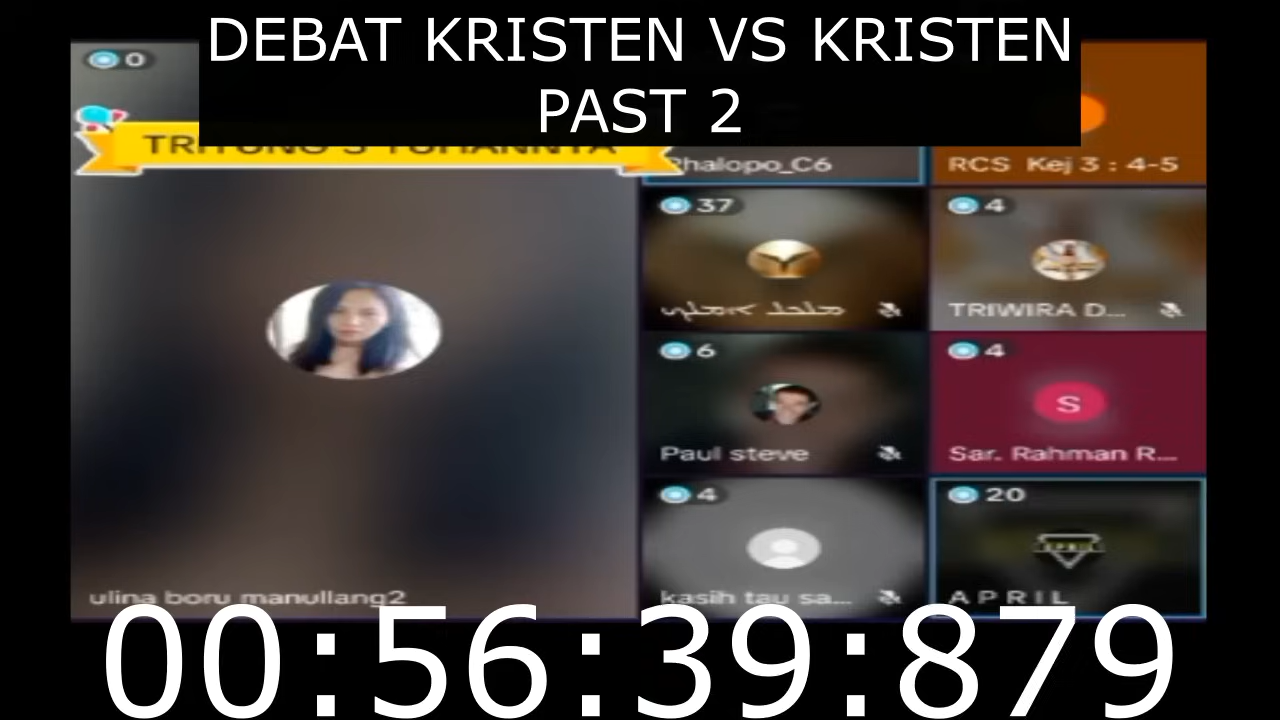 DEBAT KRISTEN VS KRISTEN
PAST 2
0
Phalopo_C6
RCS Kej 3 : 4-5
37
4
TRIWIRA D...
6
4
Paul steve
Sar. Rahman R...
4
20
APRIL
ulina boru manullang2
kasih tau sa...
A P R I L
00:56:39:879